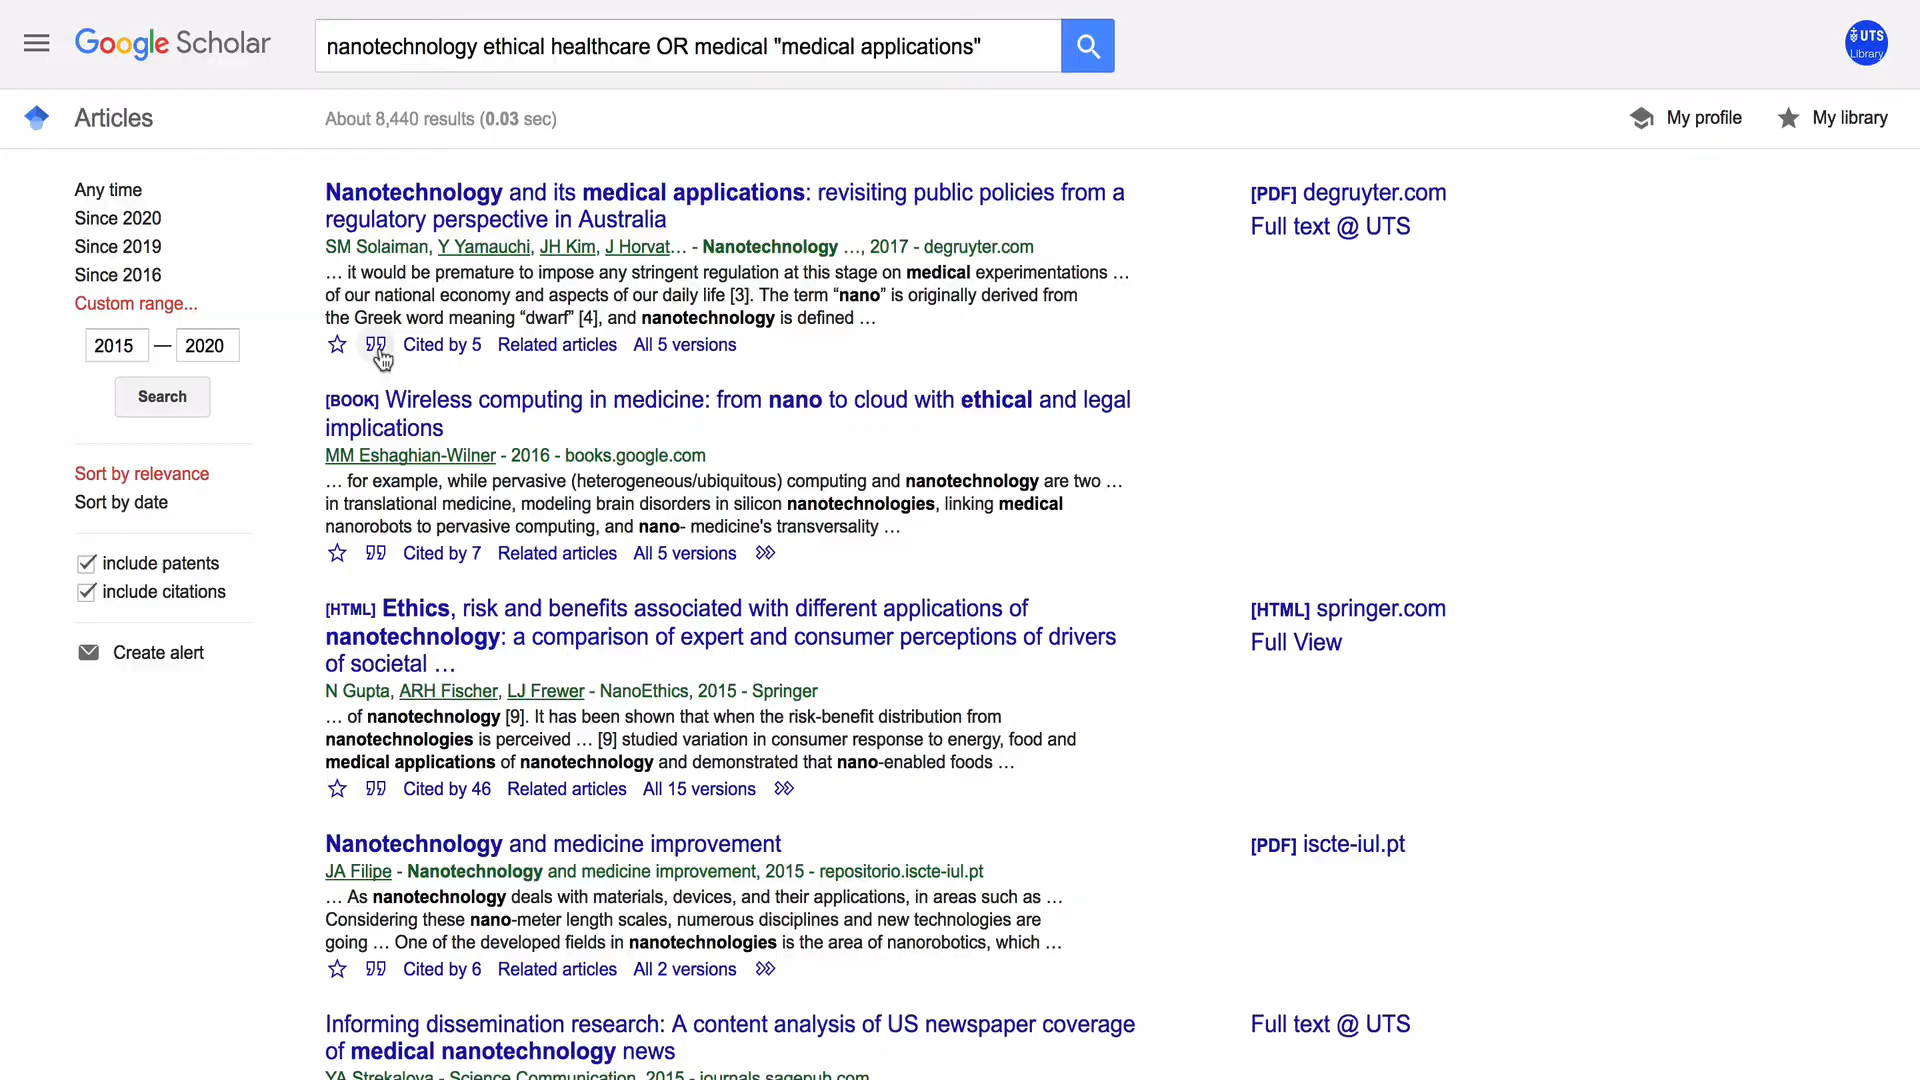 Google Scholar
nanotechnology ethical healthcare OR medical "medical applications"
UTS
Library
Articles
About 8,440 results (0.03 sec)
My profile
My library
Any time
Since 2020
Since 2019
Since 2016
Custom range...
2015 — 2020
Search
Sort by relevance
Sort by date
include patents
include citations
Create alert
Nanotechnology and its medical applications: revisiting public policies from a
regulatory perspective in Australia
SM Solaiman, Y Yamauchi, JH Kim, J Horvat… - Nanotechnology …, 2017 - degruyter.com
… it would be premature to impose any stringent regulation at this stage on medical experimentations …
of our national economy and aspects of our daily life [3]. The term “nano” is originally derived from
the Greek word meaning “dwarf” [4], and nanotechnology is defined …
Cited by 5 Related articles All 5 versions
[PDF] degruyter.com
Full text @ UTS
[BOOK] Wireless computing in medicine: from nano to cloud with ethical and legal
implications
MM Eshaghian-Wilner - 2016 - books.google.com
… for example, while pervasive (heterogeneous/ubiquitous) computing and nanotechnology are two …
in translational medicine, modeling brain disorders in silicon nanotechnologies, linking medical
nanorobots to pervasive computing, and nano- medicine's transversality …
Cited by 7 Related articles All 5 versions
[HTML] Ethics, risk and benefits associated with different applications of
nanotechnology: a comparison of expert and consumer perceptions of drivers
of societal …
N Gupta, ARH Fischer, LJ Frewer - NanoEthics, 2015 - Springer
… of nanotechnology [9]. It has been shown that when the risk-benefit distribution from
nanotechnologies is perceived … [9] studied variation in consumer response to energy, food and
medical applications of nanotechnology and demonstrated that nano-enabled foods …
Cited by 46 Related articles All 15 versions
[HTML] springer.com
Full View
Nanotechnology and medicine improvement
JA Filipe - Nanotechnology and medicine improvement, 2015 - repositorio.iscte-iul.pt
… As nanotechnology deals with materials, devices, and their applications, in areas such as …
Considering these nano-meter length scales, numerous disciplines and new technologies are
going … One of the developed fields in nanotechnologies is the area of nanorobotics, which …
Cited by 6 Related articles All 2 versions
[PDF] iscte-iul.pt
Informing dissemination research: A content analysis of US newspaper coverage
of medical nanotechnology news
YA Strekalova - Science Communication, 2015 - journals.sagepub.com
Full text @ UTS